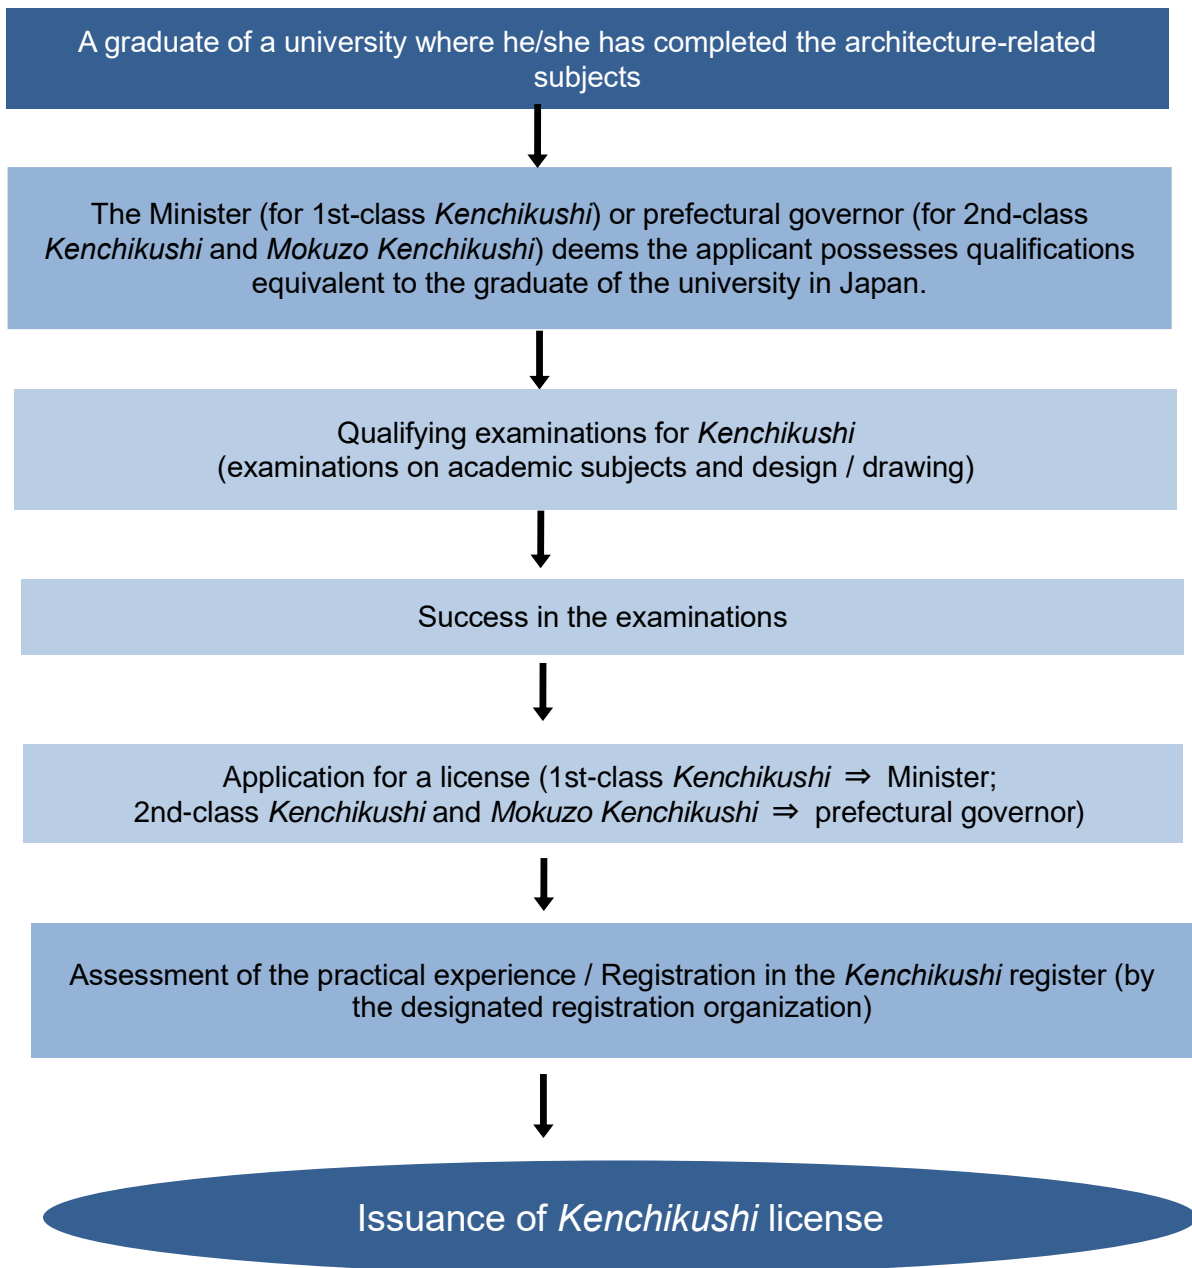 A graduate of a university where he/she has completed the architecture-related
subjects
The Minister (for 1st-class Kenchikushi) or prefectural governor (for 2nd-class
Kenchikushi and Mokuzo Kenchikushi) deems the applicant possesses qualifications
equivalent to the graduate of the university in Japan.
Qualifying examinations for Kenchikushi
(examinations on academic subjects and design / drawing)
Success in the examinations
Application for a license (1st-class Kenchikushi ⇒ Minister;
2nd-class Kenchikushi and Mokuzo Kenchikushi ⇒ prefectural governor)
Assessment of the practical experience / Registration in the Kenchikushi register (by
the designated registration organization)
Issuance of Kenchikushi license